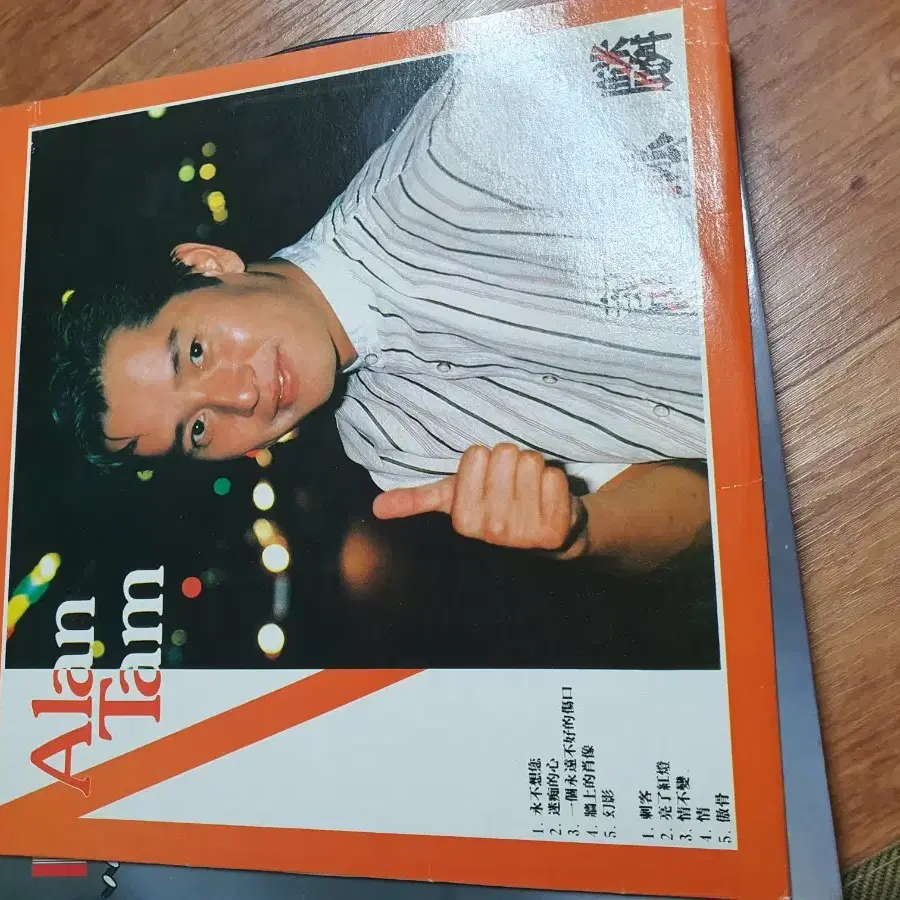 Alan
Tam
1. 永不想您
2. 迷痴的心
3. 一個永遠不好的傷口
4. 牆上的肖像
5. 幻影
1. 刺客
2. 亮了紅燈
3. 情不變
4. 情
5. 傲骨